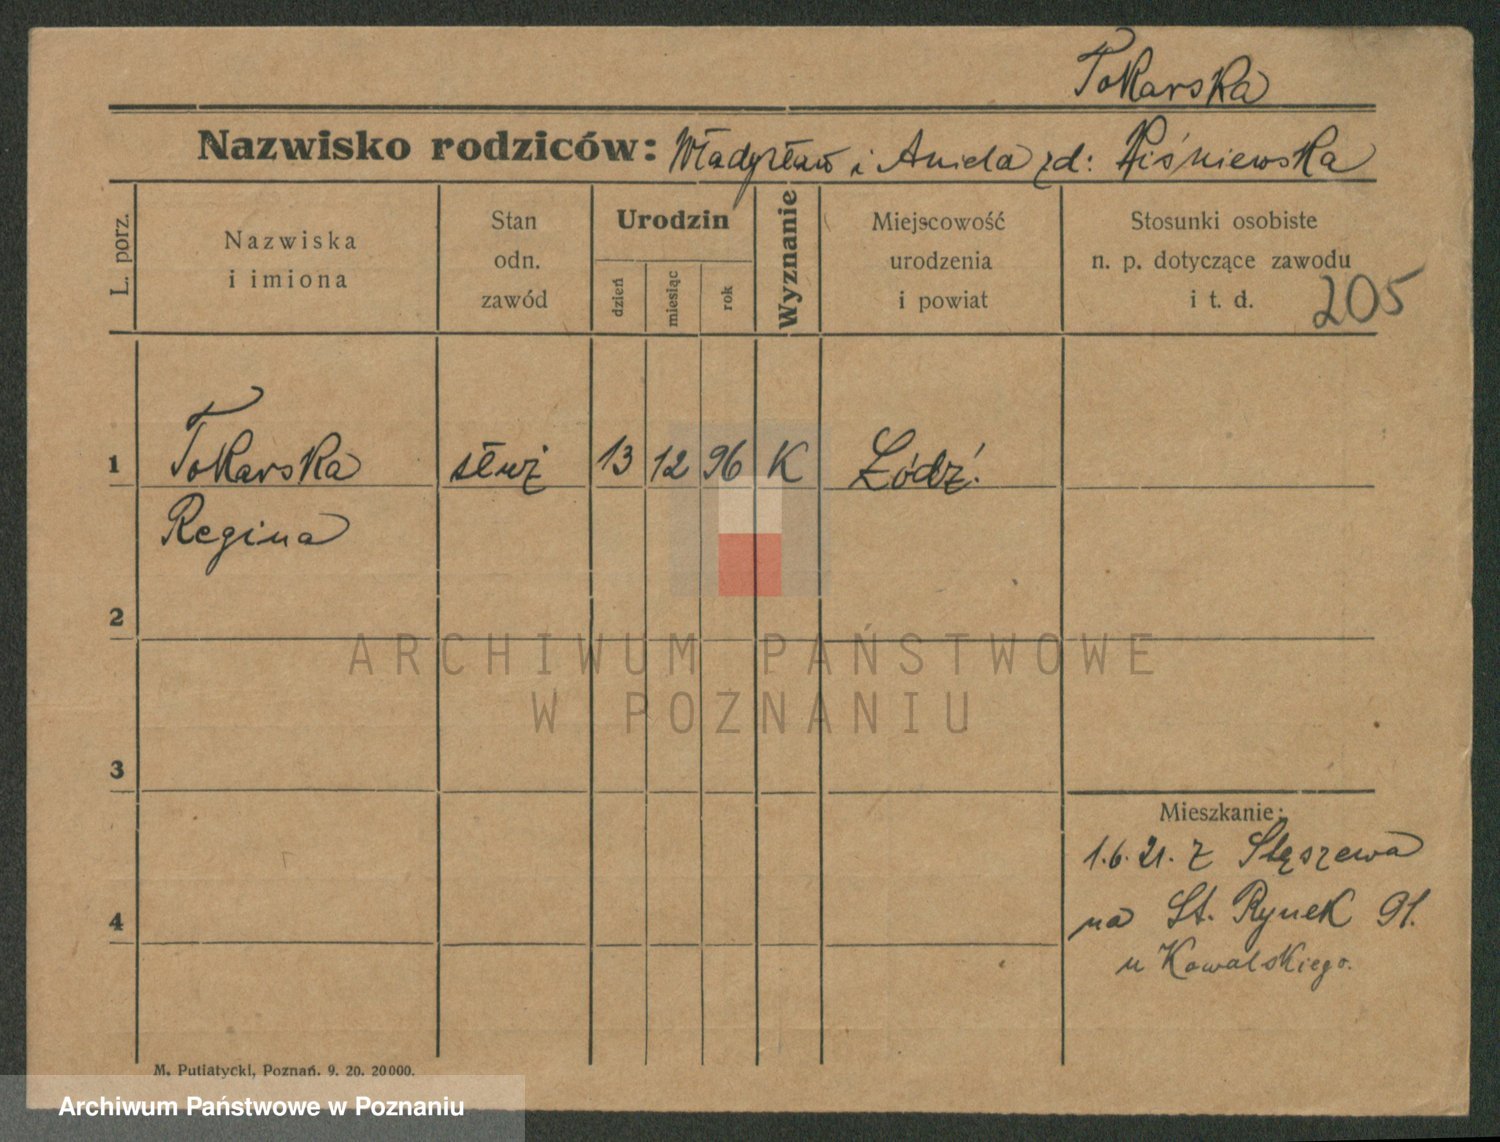 Tokarska
Nazwisko rodziców: Władysław i Aniela zd: Wiśniewska
L. porz.
Nazwiska
i imiona
Stan
odn.
zawód
Urodzin
dzień
miesiąc
rok
Wyznanie
Miejscowość
urodzenia
i powiat
Stosunki osobiste
n. p. dotyczące zawodu
i t. d.
205
1 Tokarska służ 13 12 96 K Łódź.
Regina
2
3
4
Mieszkanie:
1.6.21. z Stęszewa
na St. Rynek 91.
u Kowalskiego.
M. Putiatycki, Poznań. 9. 20. 20000.
ARCHIWUM PAŃSTWOWE
W POZNANIU
Archiwum Państwowe w Poznaniu